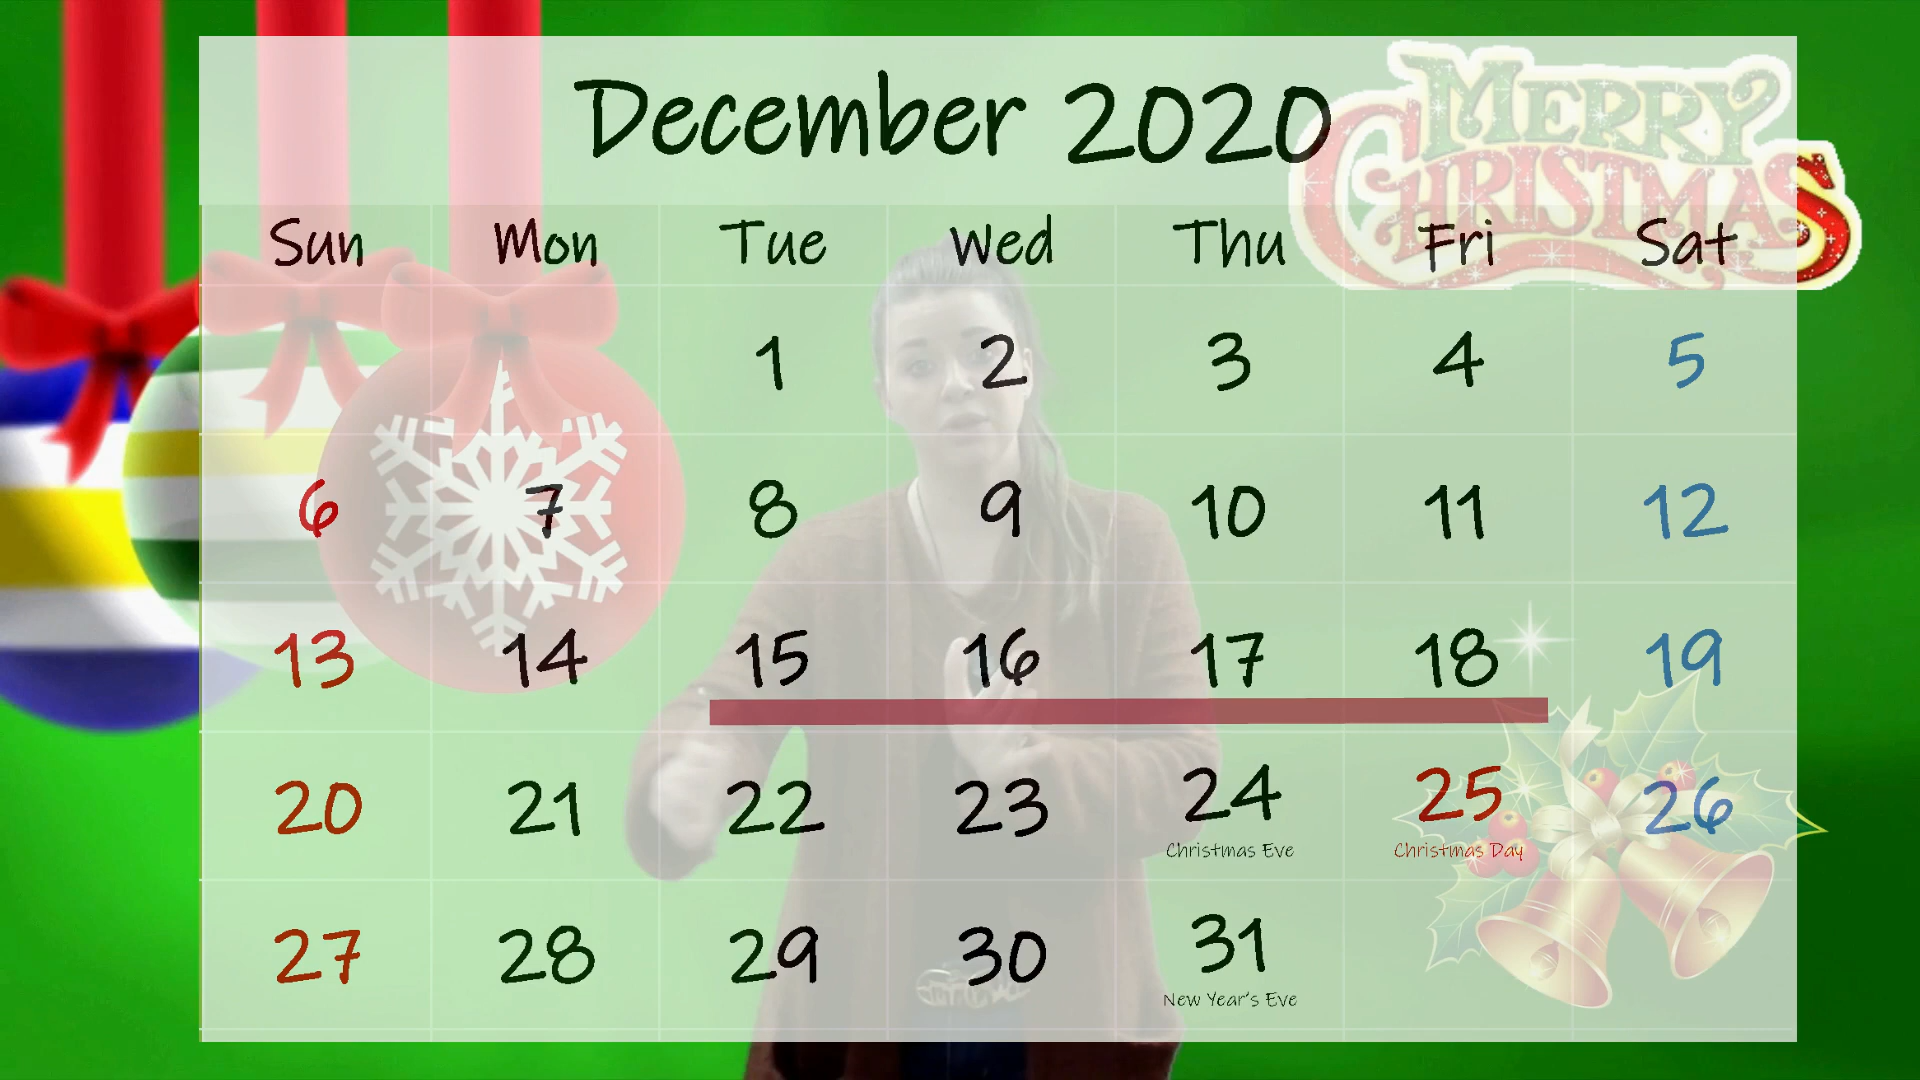 December 2020
MERRY
CHRISTMAS
Sun Mon Tue Wed Thu Fri Sat
1 2 3 4 5
6 7 8 9 10 11 12
13 14 15 16 17 18 19
20 21 22 23 24 25 26
Christmas Eve Christmas Day
27 28 29 30 31
New Year's Eve